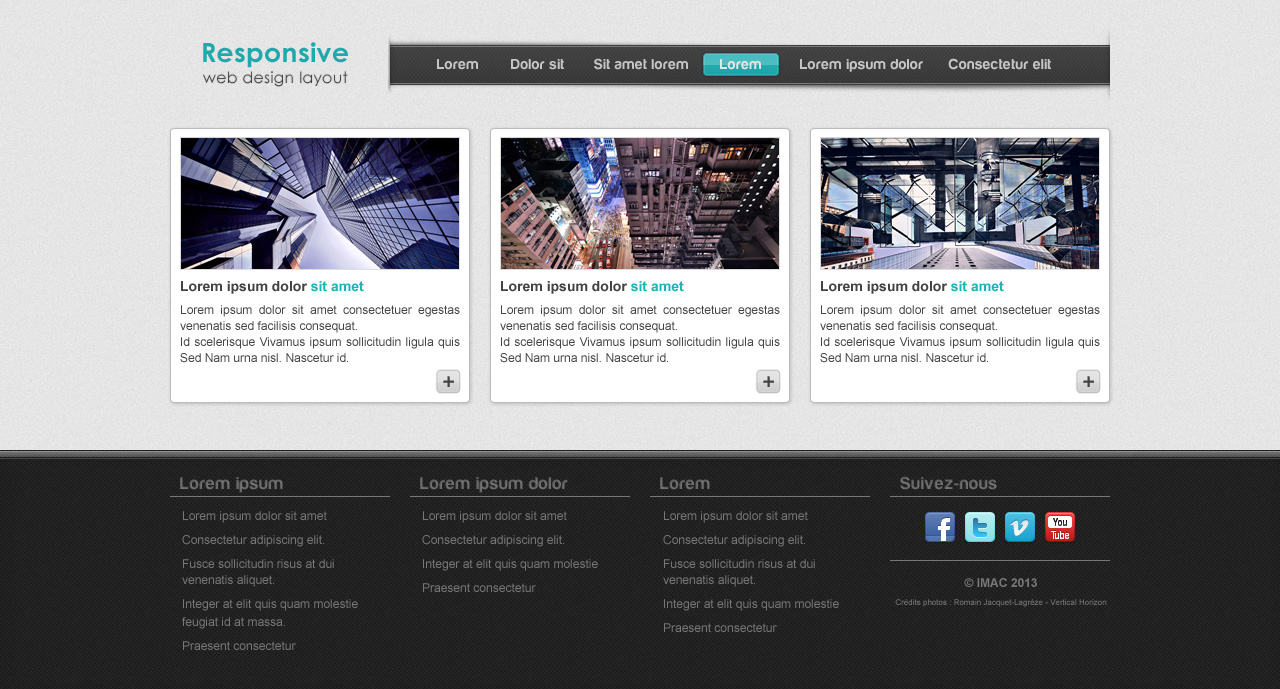 Responsive
web design layout
Lorem Dolor sit Sit amet lorem Lorem Lorem ipsum dolor Consectetur elit
Lorem ipsum dolor sit amet
Lorem ipsum dolor sit amet consectetuer egestas
venenatis sed facilisis consequat.
Id scelerisque Vivamus ipsum sollicitudin ligula quis
Sed Nam urna nisl. Nascetur id.
+
Lorem ipsum dolor sit amet
Lorem ipsum dolor sit amet consectetuer egestas
venenatis sed facilisis consequat.
Id scelerisque Vivamus ipsum sollicitudin ligula quis
Sed Nam urna nisl. Nascetur id.
+
Lorem ipsum dolor sit amet
Lorem ipsum dolor sit amet consectetuer egestas
venenatis sed facilisis consequat.
Id scelerisque Vivamus ipsum sollicitudin ligula quis
Sed Nam urna nisl. Nascetur id.
+
Lorem ipsum
Lorem ipsum dolor sit amet
Consectetur adipiscing elit.
Fusce sollicitudin risus at dui
venenatis aliquet.
Integer at elit quis quam molestie
feugiat id at massa.
Praesent consectetur
Lorem ipsum dolor
Lorem ipsum dolor sit amet
Consectetur adipiscing elit.
Integer at elit quis quam molestie
Praesent consectetur
Lorem
Lorem ipsum dolor sit amet
Consectetur adipiscing elit.
Fusce sollicitudin risus at dui
venenatis aliquet.
Integer at elit quis quam molestie
Praesent consectetur
Suivez-nous
f t v You
Tube
© IMAC 2013
Crédits photos : Romain Jacquet-Lagrèze - Vertical Horizon